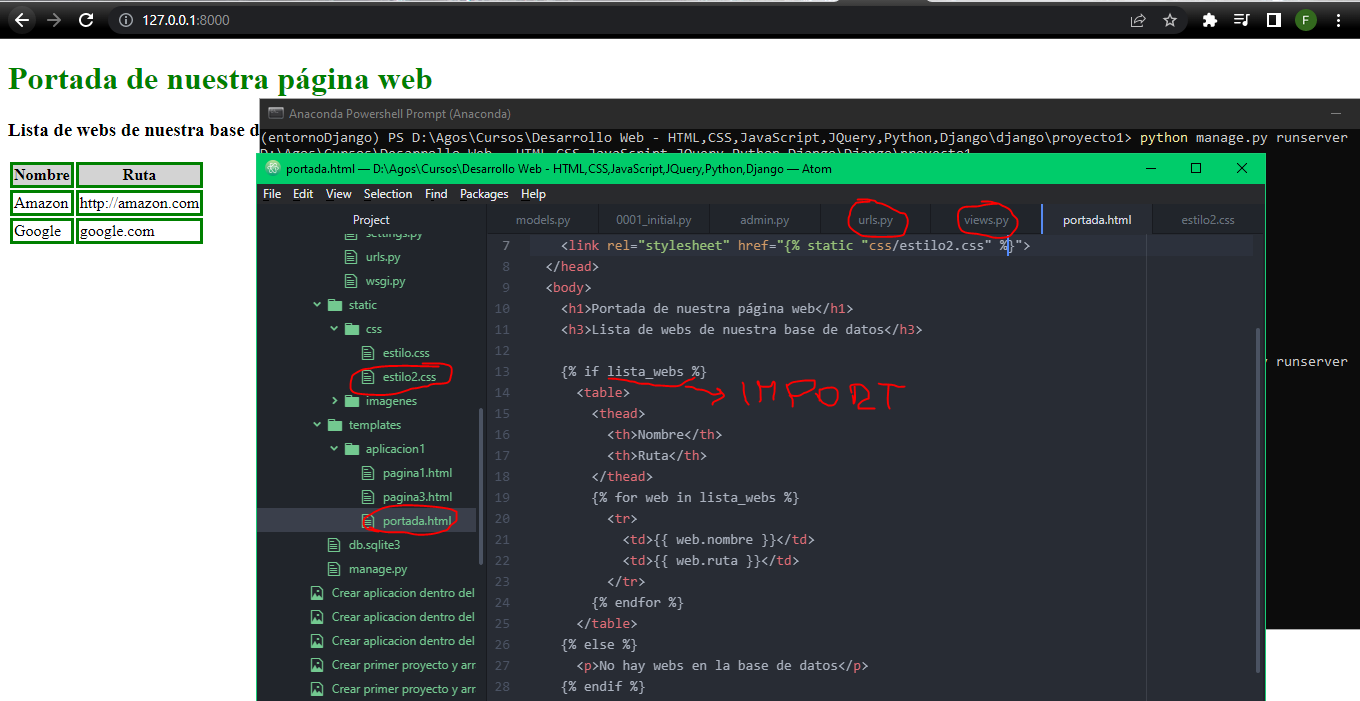 127.0.0.1:8000
F
Portada de nuestra página web
Lista de webs de nuestra base d
Nombre Ruta
Amazon http://amazon.com
Google google.com
Anaconda Powershell Prompt (Anaconda)
(entornoDjango) PS D:\Agos\Cursos\Desarrollo Web - HTML,CSS,JavaScript,JQuery,Python,Django\django\proyecto1> python manage.py runserver
portada.html — D:\Agos\Cursos\Desarrollo Web - HTML,CSS,JavaScript,JQuery,Python,Django — Atom
File Edit View Selection Find Packages Help
Project
settings.py
urls.py
wsgi.py
static
css
estilo.css
estilo2.css
imagenes
templates
aplicacion1
pagina1.html
pagina3.html
portada.html
db.sqlite3
manage.py
Crear aplicacion dentro del
Crear aplicacion dentro del
Crear aplicacion dentro del
Crear primer proyecto y arr
Crear primer proyecto y arr
models.py 0001_initial.py admin.py urls.py views.py portada.html estilo2.css
7 <link rel="stylesheet" href="{% static "css/estilo2.css" %}">
8 </head>
9 <body>
10 <h1>Portada de nuestra página web</h1>
11 <h3>Lista de webs de nuestra base de datos</h3>
12
13 {% if lista_webs %}
14 <table>
IMPORT
15 <thead>
16 <th>Nombre</th>
17 <th>Ruta</th>
18 </thead>
19 {% for web in lista_webs %}
20 <tr>
21 <td>{{ web.nombre }}</td>
22 <td>{{ web.ruta }}</td>
23 </tr>
24 {% endfor %}
25 </table>
26 {% else %}
27 <p>No hay webs en la base de datos</p>
28 {% endif %}
runserver